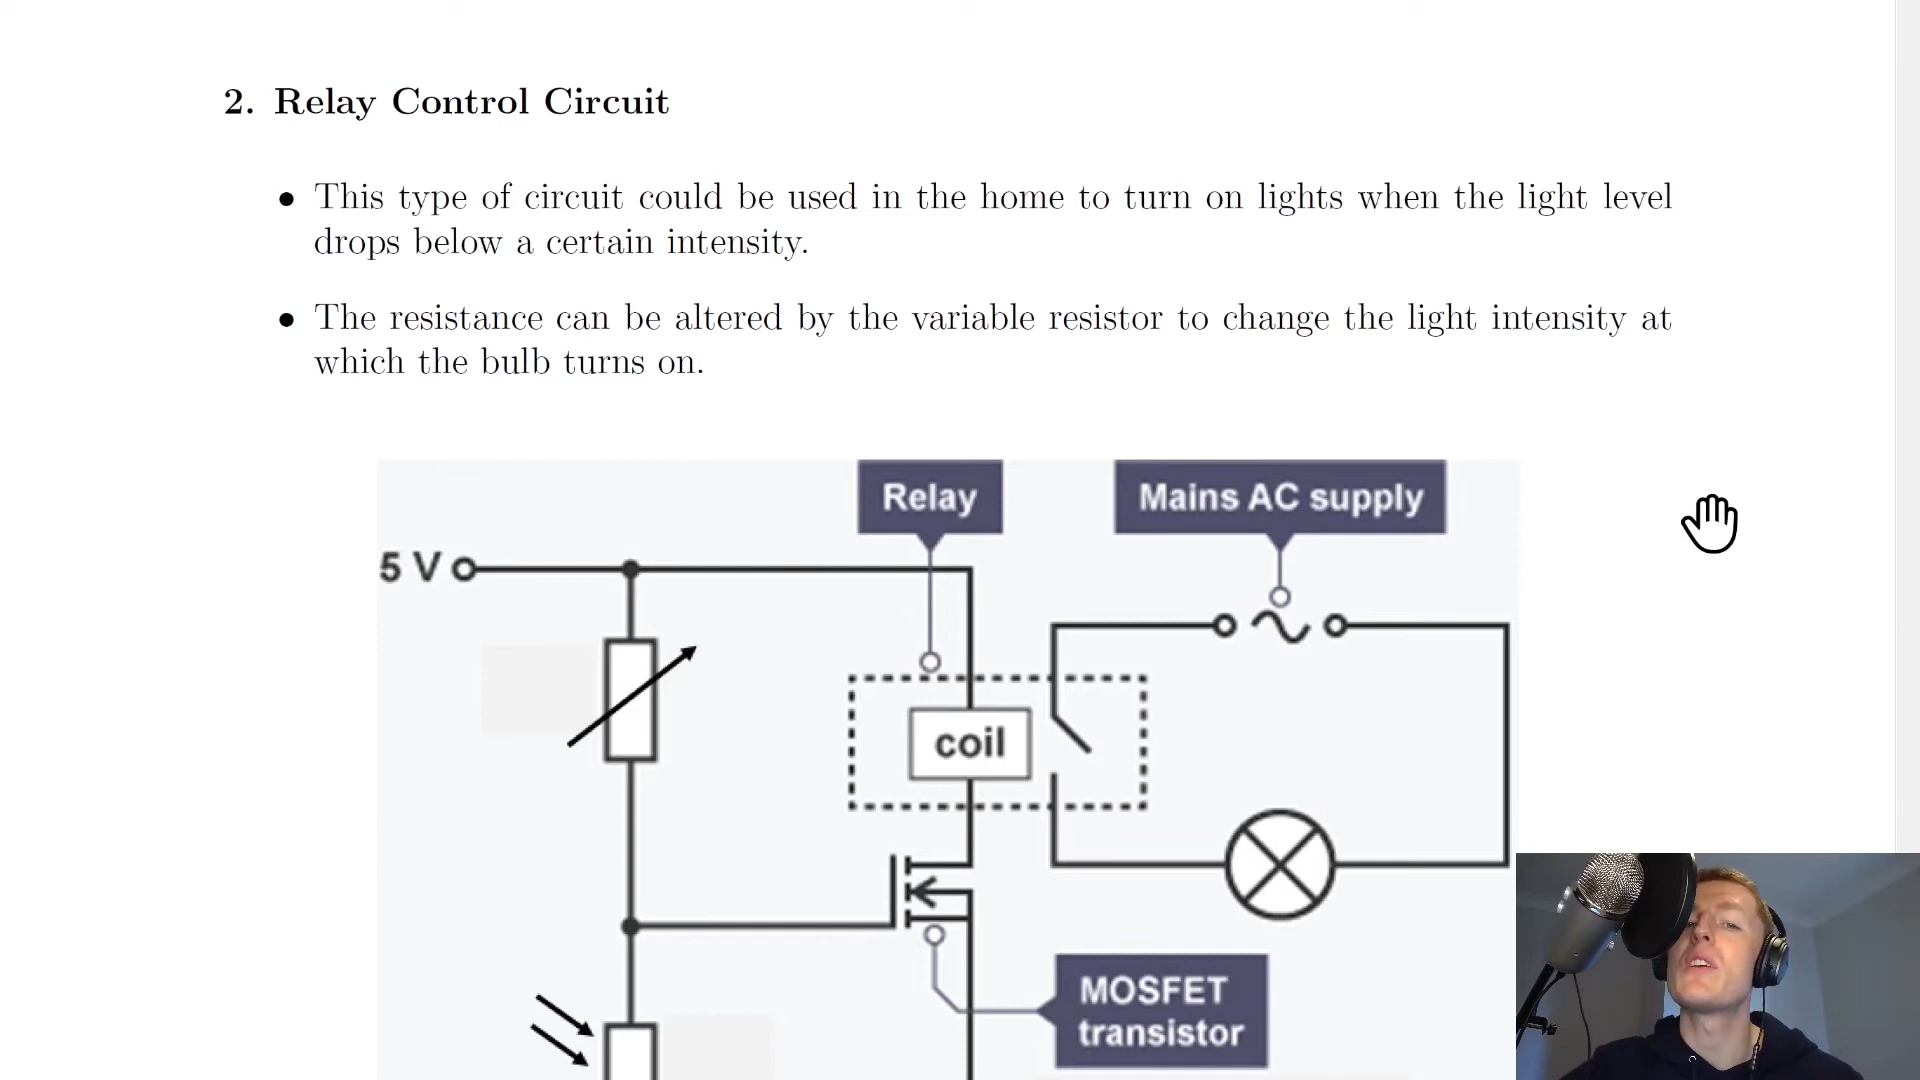 2. Relay Control Circuit
• This type of circuit could be used in the home to turn on lights when the light level
drops below a certain intensity.
• The resistance can be altered by the variable resistor to change the light intensity at
which the bulb turns on.
Relay
Mains AC supply
5 V
coil
MOSFET
transistor